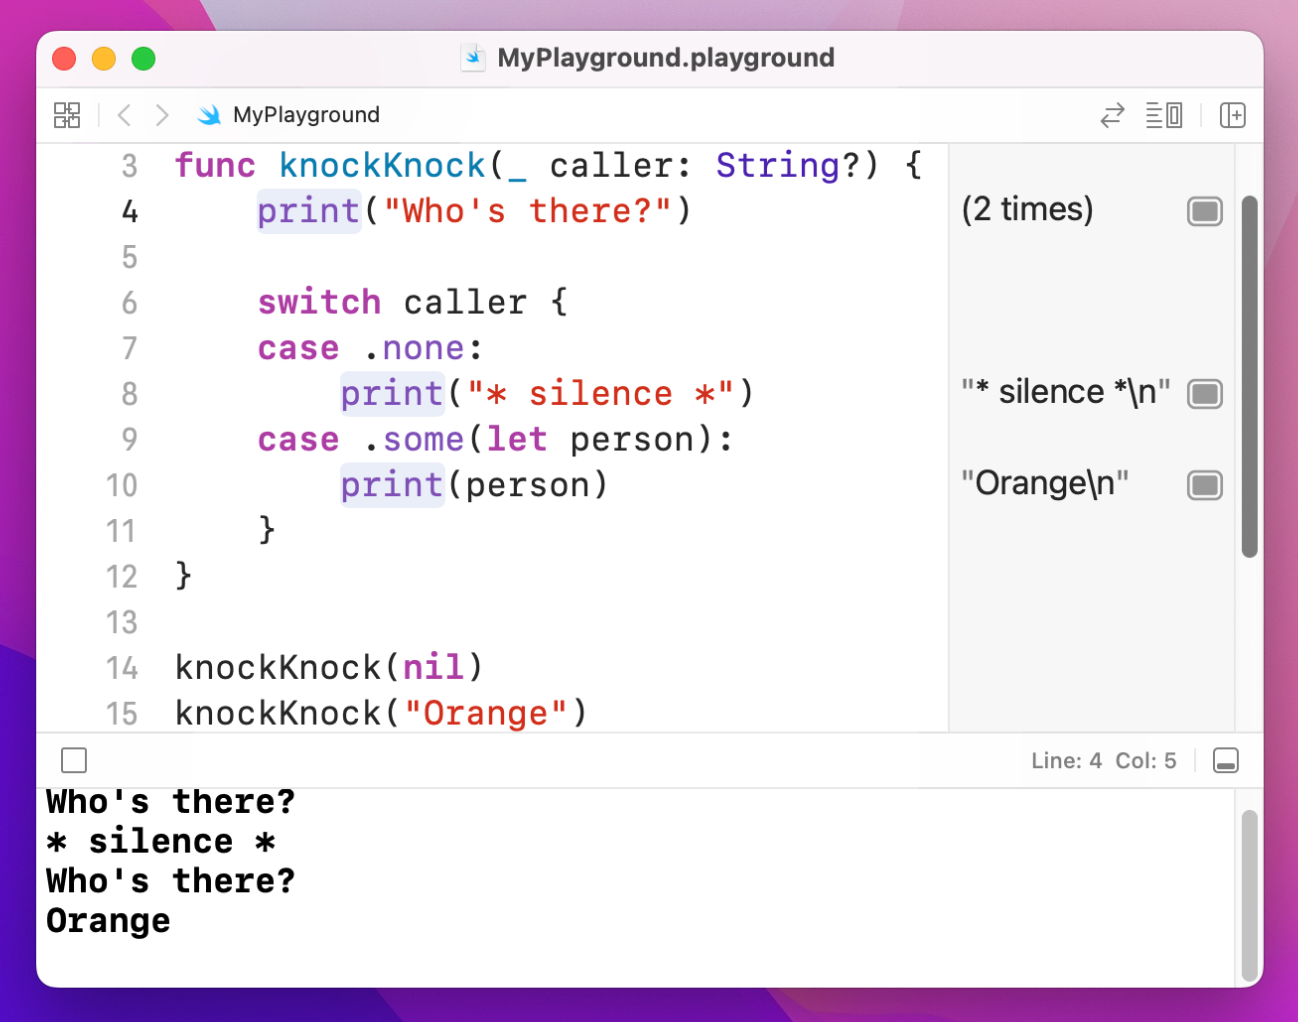 MyPlayground.playground
MyPlayground
3 func knockKnock(_ caller: String?) {
4     print("Who's there?") (2 times)
5
6     switch caller {
7     case .none:
8         print("* silence *") "* silence *\n"
9     case .some(let person):
10         print(person) "Orange\n"
11     }
12 }
13
14 knockKnock(nil)
15 knockKnock("Orange")
Line: 4 Col: 5
Who's there?
* silence *
Who's there?
Orange